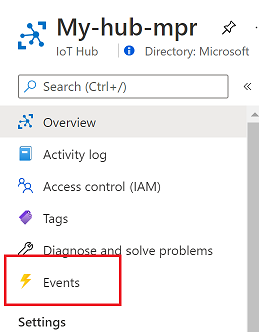 My-hub-mpr
IoT Hub
Directory: Microsoft
Search (Ctrl+/)
Overview
Activity log
Access control (IAM)
Tags
Diagnose and solve problems
Events
Settings